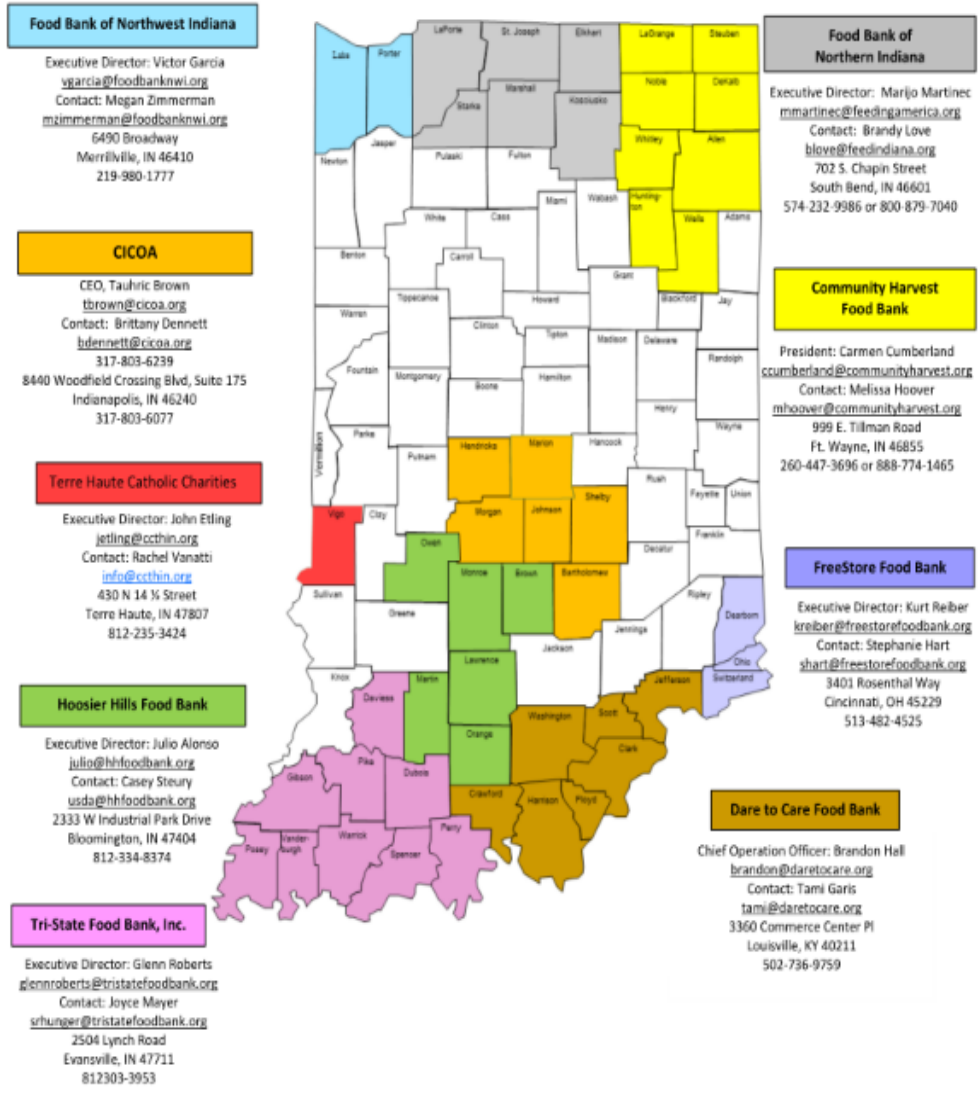 Food Bank of Northwest Indiana
Executive Director: Victor Garcia
vgarcia@foodbanknwi.org
Contact: Megan Zimmerman
mzimmerman@foodbanknwi.org
6490 Broadway
Merrillville, IN 46410
219-980-1777
CICOA
CEO, Tauhric Brown
tbrown@cicoa.org
Contact: Brittany Dennett
bdennett@cicoa.org
317-803-6239
8440 Woodfield Crossing Blvd, Suite 175
Indianapolis, IN 46240
317-803-6077
Terre Haute Catholic Charities
Executive Director: John Etling
jetling@ccthin.org
Contact: Rachel Vanatti
info@ccthin.org
430 N 14 ½ Street
Terre Haute, IN 47807
812-235-3424
Hoosier Hills Food Bank
Executive Director: Julio Alonso
julio@hhfoodbank.org
Contact: Casey Steury
usda@hhfoodbank.org
2333 W Industrial Park Drive
Bloomington, IN 47404
812-334-8374
Tri-State Food Bank, Inc.
Executive Director: Glenn Roberts
glennroberts@tristatefoodbank.org
Contact: Joyce Mayer
srhunger@tristatefoodbank.org
2504 Lynch Road
Evansville, IN 47711
812303-3953
Lake
Porter
LaPorte
St. Joseph
Elkhart
LaGrange
Steuben
Noble
DeKalb
Starke
Marshall
Kosciusko
Whitley
Allen
Newton
Jasper
Pulaski
Fulton
Miami
Wabash
Hunting-
ton
Wells
Adams
White
Cass
Benton
Carroll
Grant
Blackford
Jay
Tippecanoe
Howard
Warren
Clinton
Tipton
Madison
Delaware
Randolph
Fountain
Montgomery
Boone
Hamilton
Henry
Wayne
Vermillion
Parke
Putnam
Hendricks
Marion
Hancock
Rush
Fayette
Union
Vigo
Clay
Morgan
Johnson
Shelby
Franklin
Owen
Decatur
Sullivan
Greene
Monroe
Brown
Bartholomew
Ripley
Dearborn
Jennings
Jackson
Ohio
Switzerland
Knox
Daviess
Martin
Lawrence
Jefferson
Washington
Scott
Orange
Clark
Gibson
Pike
Dubois
Crawford
Harrison
Floyd
Posey
Vander-
burgh
Warrick
Spencer
Perry
Food Bank of
Northern Indiana
Executive Director: Marijo Martinec
mmartinec@feedingamerica.org
Contact: Brandy Love
blove@feedindiana.org
702 S. Chapin Street
South Bend, IN 46601
574-232-9986 or 800-879-7040
Community Harvest
Food Bank
President: Carmen Cumberland
ccumberland@communityharvest.org
Contact: Melissa Hoover
mhoover@communityharvest.org
999 E. Tillman Road
Ft. Wayne, IN 46855
260-447-3696 or 888-774-1465
FreeStore Food Bank
Executive Director: Kurt Reiber
kreiber@freestorefoodbank.org
Contact: Stephanie Hart
shart@freestorefoodbank.org
3401 Rosenthal Way
Cincinnati, OH 45229
513-482-4525
Dare to Care Food Bank
Chief Operation Officer: Brandon Hall
brandon@daretocare.org
Contact: Tami Garis
tami@daretocare.org
3360 Commerce Center Pl
Louisville, KY 40211
502-736-9759